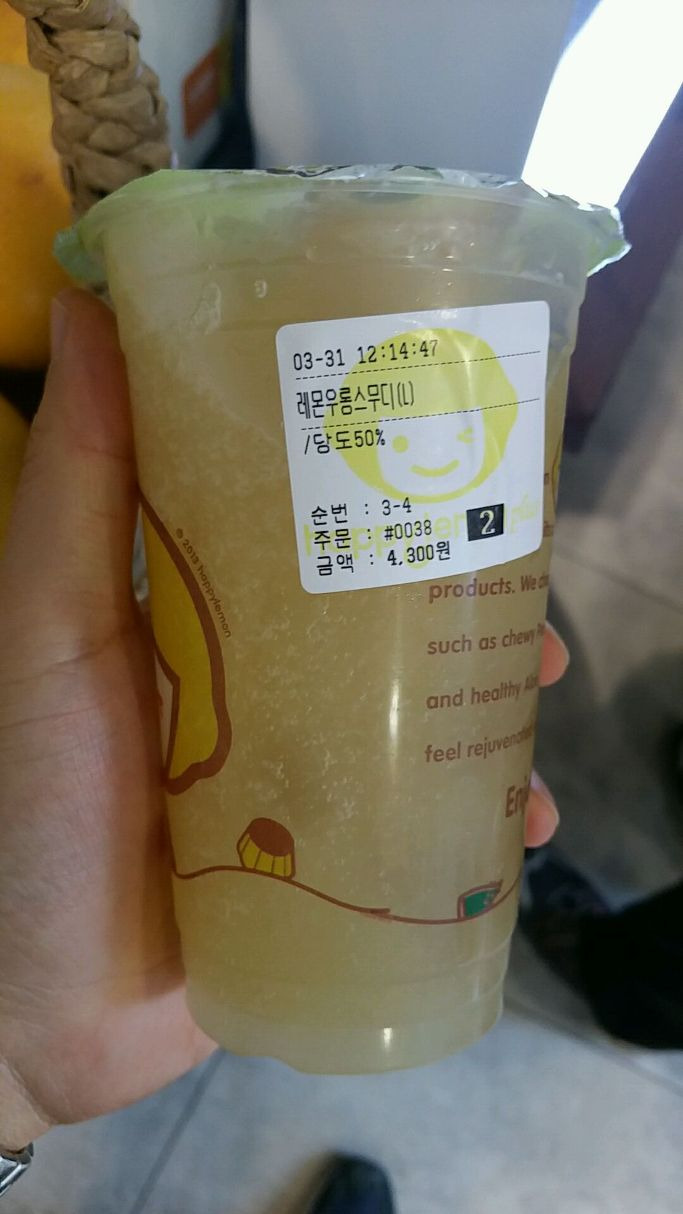 03-31 12:14:47
레몬우롱스무디(L)
/당도50%
순번 : 3-4
주문 : #0038 2
금액 : 4,300원
© 2013 happylemon
products. We
such as chewy
and healthy
feel